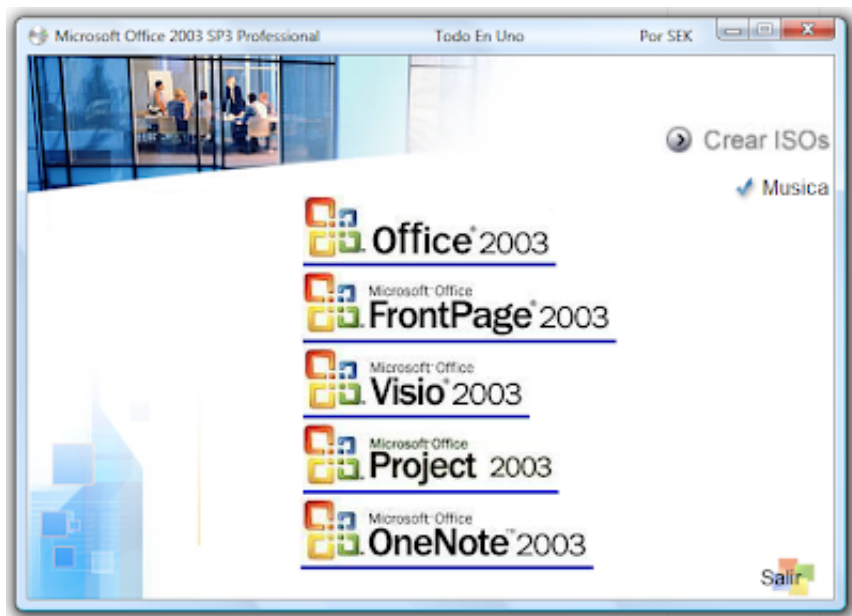 Microsoft Office 2003 SP3 Professional Todo En Uno Por SEK
Crear ISOs
Musica
Office® 2003
Microsoft® Office
FrontPage® 2003
Microsoft® Office
Visio® 2003
Microsoft® Office
Project 2003
Microsoft® Office
OneNote™ 2003
Salir